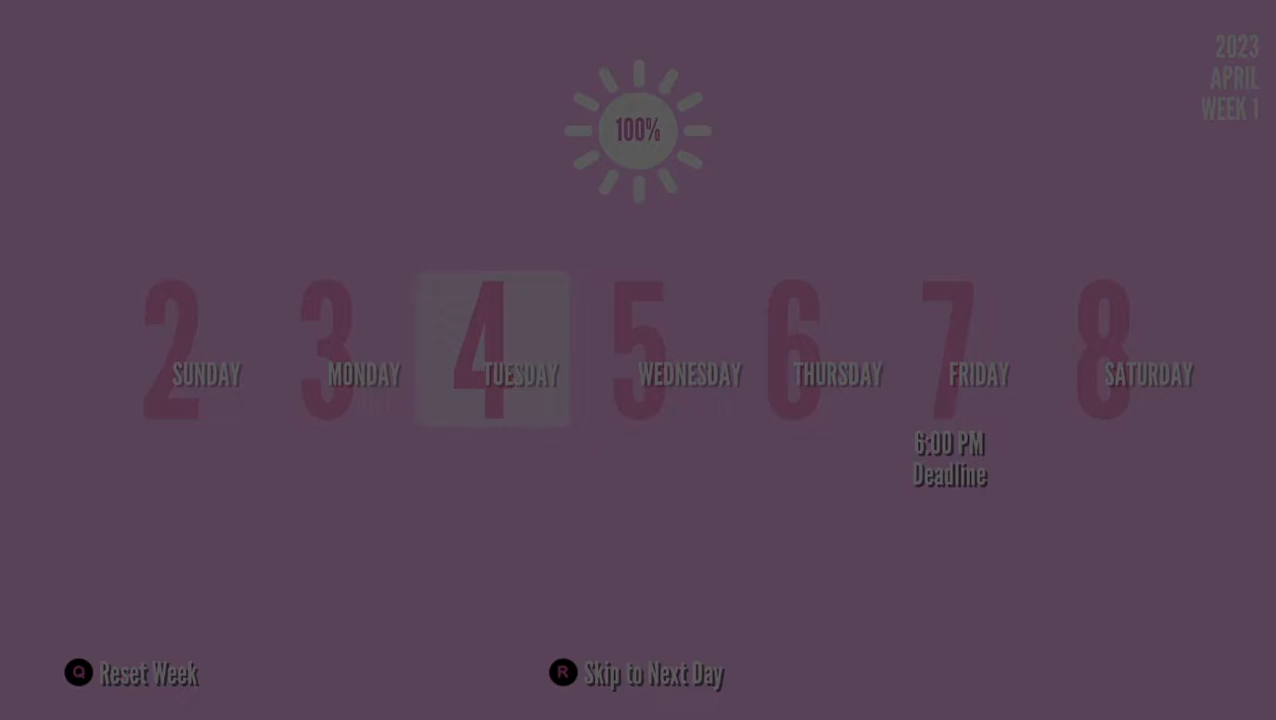 2023
APRIL
WEEK 1
100%
2 SUNDAY
3 MONDAY
4 TUESDAY
5 WEDNESDAY
6 THURSDAY
7 FRIDAY
8 SATURDAY
6:00 PM
Deadline
Q Reset Week
R Skip to Next Day